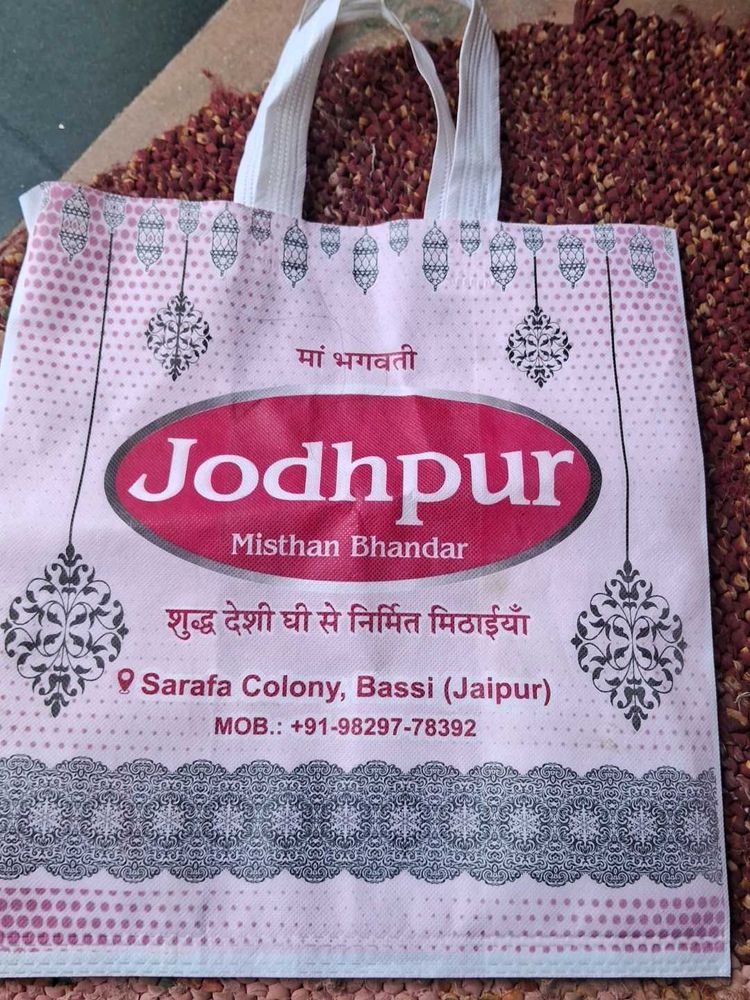 मां भगवती
Jodhpur
Misthan Bhandar
शुद्ध देशी घी से निर्मित मिठाईयाँ
Sarafa Colony, Bassi (Jaipur)
MOB.: +91-98297-78392